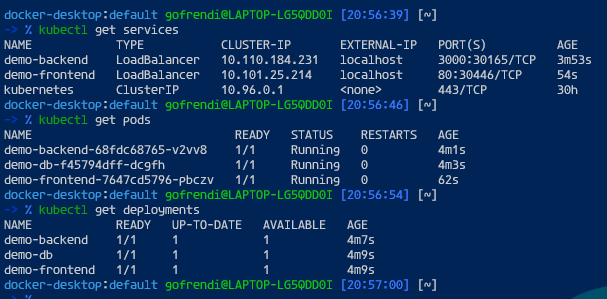 docker-desktop:default gofrendi@LAPTOP-LG5QDD0I [20:56:39] [~]
-> % kubectl get services
NAME TYPE CLUSTER-IP EXTERNAL-IP PORT(S) AGE
demo-backend LoadBalancer 10.110.184.231 localhost 3000:30165/TCP 3m53s
demo-frontend LoadBalancer 10.101.25.214 localhost 80:30446/TCP 54s
kubernetes ClusterIP 10.96.0.1 <none> 443/TCP 30h
docker-desktop:default gofrendi@LAPTOP-LG5QDD0I [20:56:46] [~]
-> % kubectl get pods
NAME READY STATUS RESTARTS AGE
demo-backend-68fdc68765-v2vv8 1/1 Running 0 4m1s
demo-db-f45794dff-dcgfh 1/1 Running 0 4m3s
demo-frontend-7647cd5796-pbczv 1/1 Running 0 62s
docker-desktop:default gofrendi@LAPTOP-LG5QDD0I [20:56:54] [~]
-> % kubectl get deployments
NAME READY UP-TO-DATE AVAILABLE AGE
demo-backend 1/1 1 1 4m7s
demo-db 1/1 1 1 4m9s
demo-frontend 1/1 1 1 4m9s
docker-desktop:default gofrendi@LAPTOP-LG5QDD0I [20:57:00] [~]
-> %